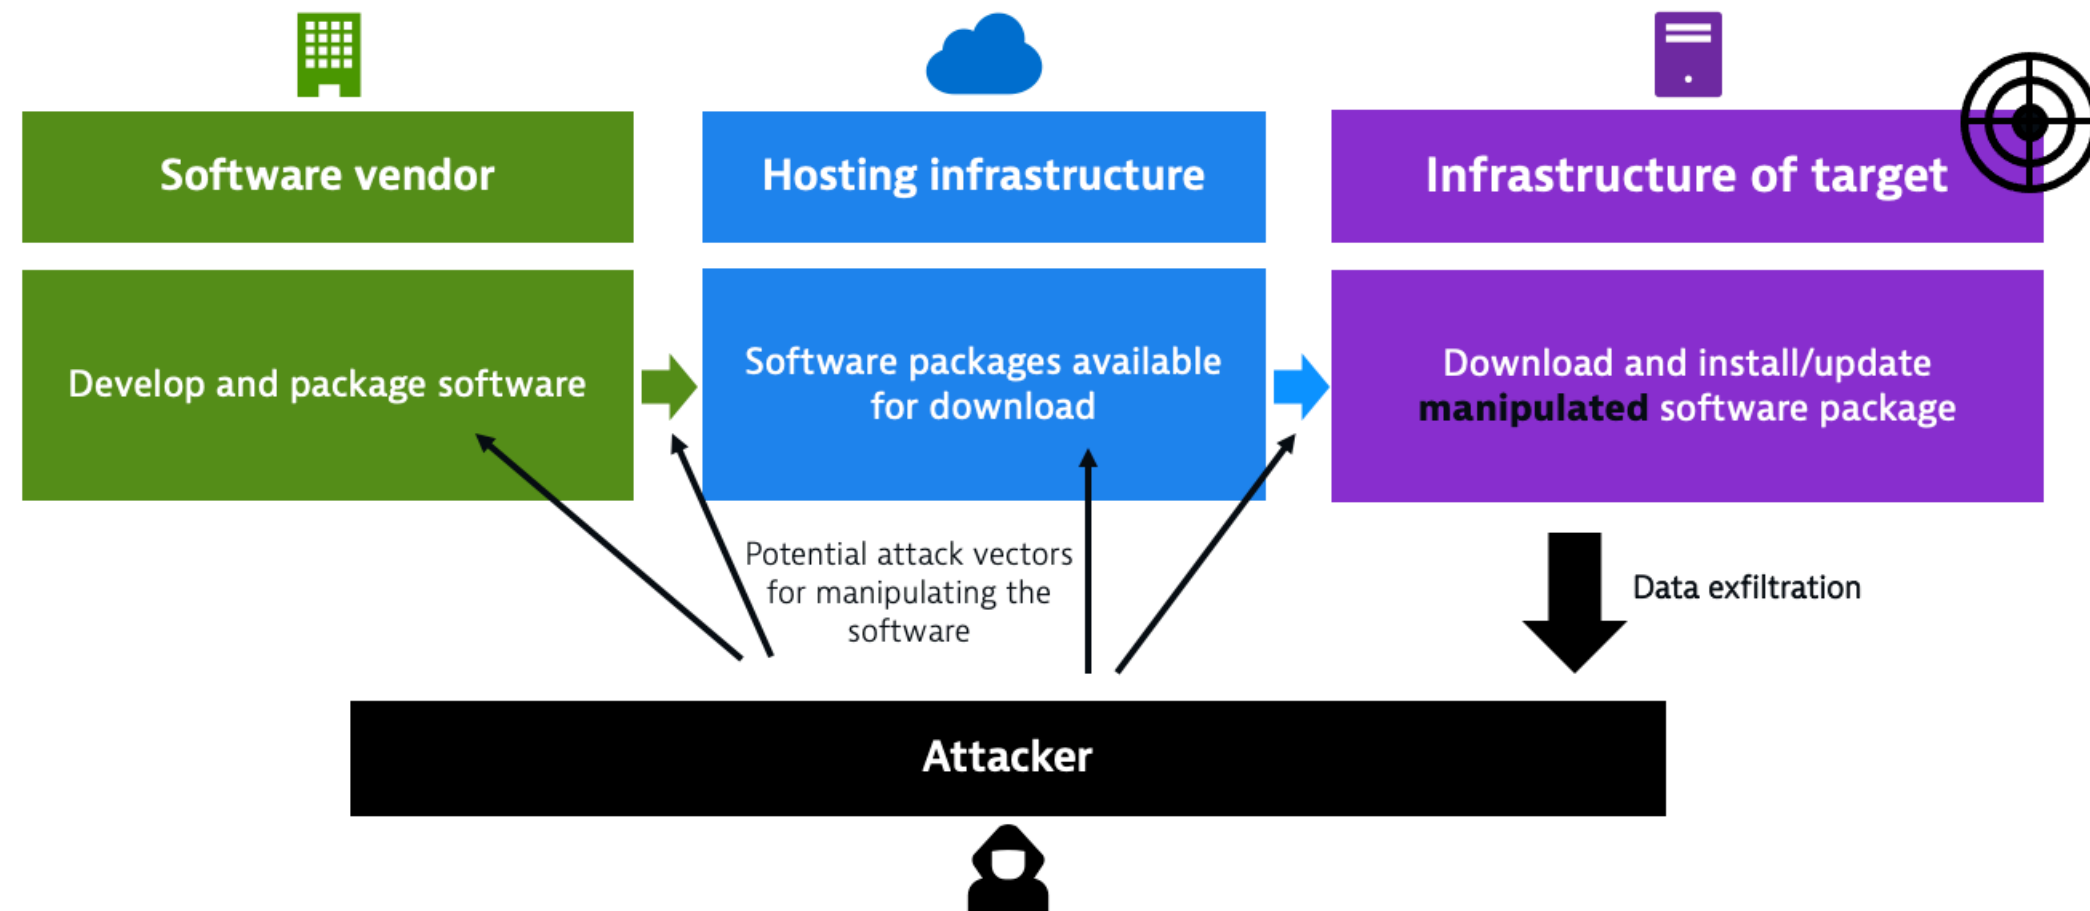 Software vendor
Hosting infrastructure
Infrastructure of target
Develop and package software
Software packages available
for download
Download and install/update
manipulated software package
Potential attack vectors
for manipulating the
software
Data exfiltration
Attacker